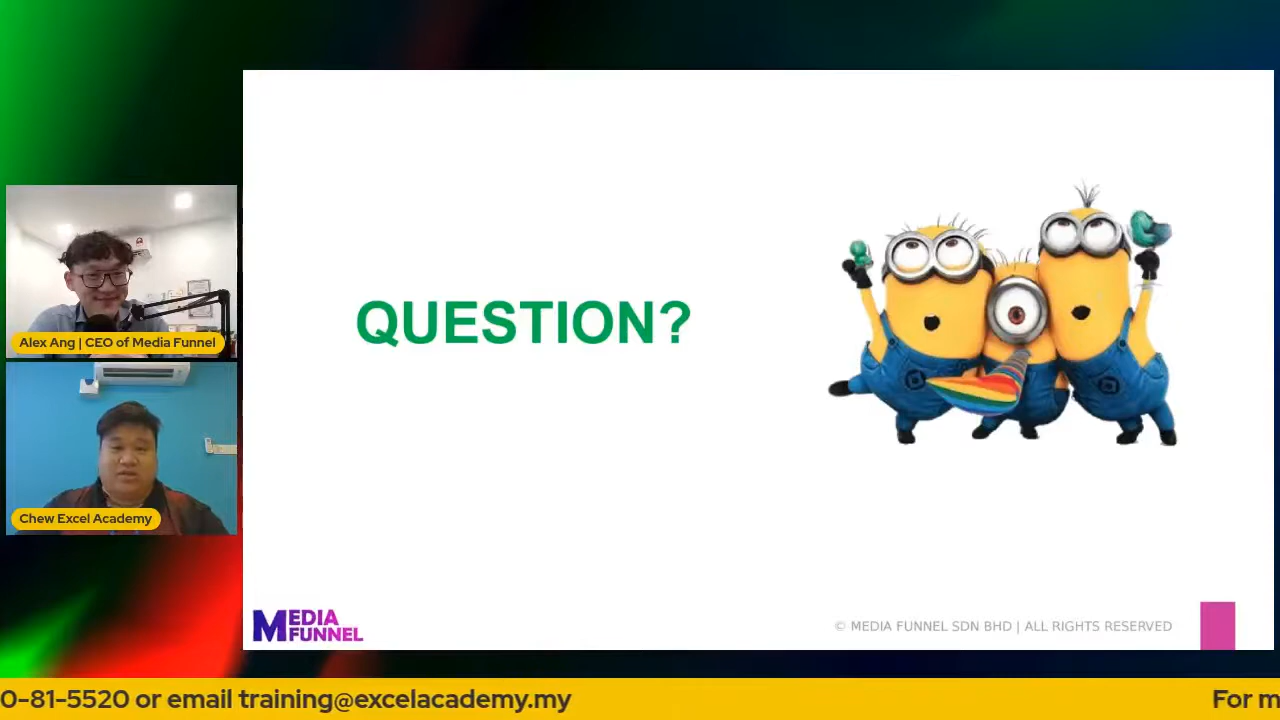 Alex Ang | CEO of Media Funnel
Chew Excel Academy
QUESTION?
MEDIA
FUNNEL
© MEDIA FUNNEL SDN BHD | ALL RIGHTS RESERVED
0-81-5520 or email training@excelacademy.my
For m